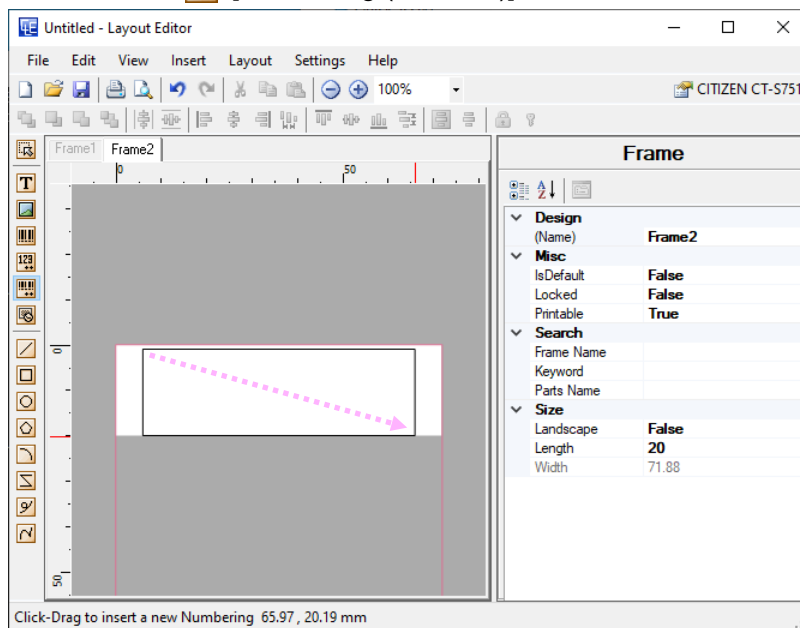 Untitled - Layout Editor
File Edit View Insert Layout Settings Help
100% CITIZEN CT-S751
Frame1 Frame2
Frame
0 50
T
123
Design
(Name) Frame2
Misc
IsDefault False
Locked False
Printable True
Search
Frame Name
Keyword
Parts Name
Size
Landscape False
Length 20
Width 71.88
0
50
Click-Drag to insert a new Numbering 65.97 , 20.19 mm